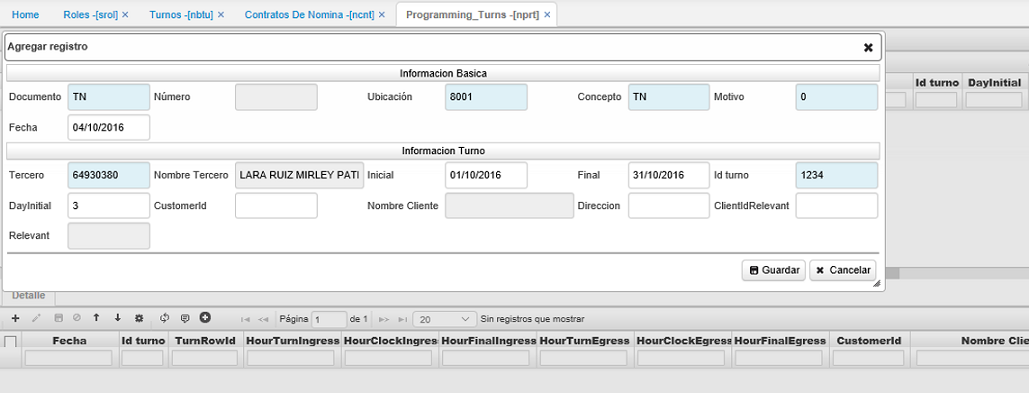 Home Roles -[srol] × Turnos -[nbtu] × Contratos De Nomina -[ncnt] × Programming_Turns -[nprt] ×
Agregar registro
Informacion Basica
Documento TN Número Ubicación 8001 Concepto TN Motivo 0
Fecha 04/10/2016
Informacion Turno
Tercero 64930380 Nombre Tercero LARA RUIZ MIRLEY PATI Inicial 01/10/2016 Final 31/10/2016 Id turno 1234
DayInitial 3 CustomerId Nombre Cliente Direccion ClientIdRelevant
Relevant
Guardar Cancelar
Id turno DayInitial
Detalle
Página 1 de 1 20 Sin registros que mostrar
Fecha Id turno TurnRowId HourTurnIngress HourClockIngress HourFinalIngress HourTurnEgress HourClockEgress HourFinalEgress CustomerId Nombre Clie